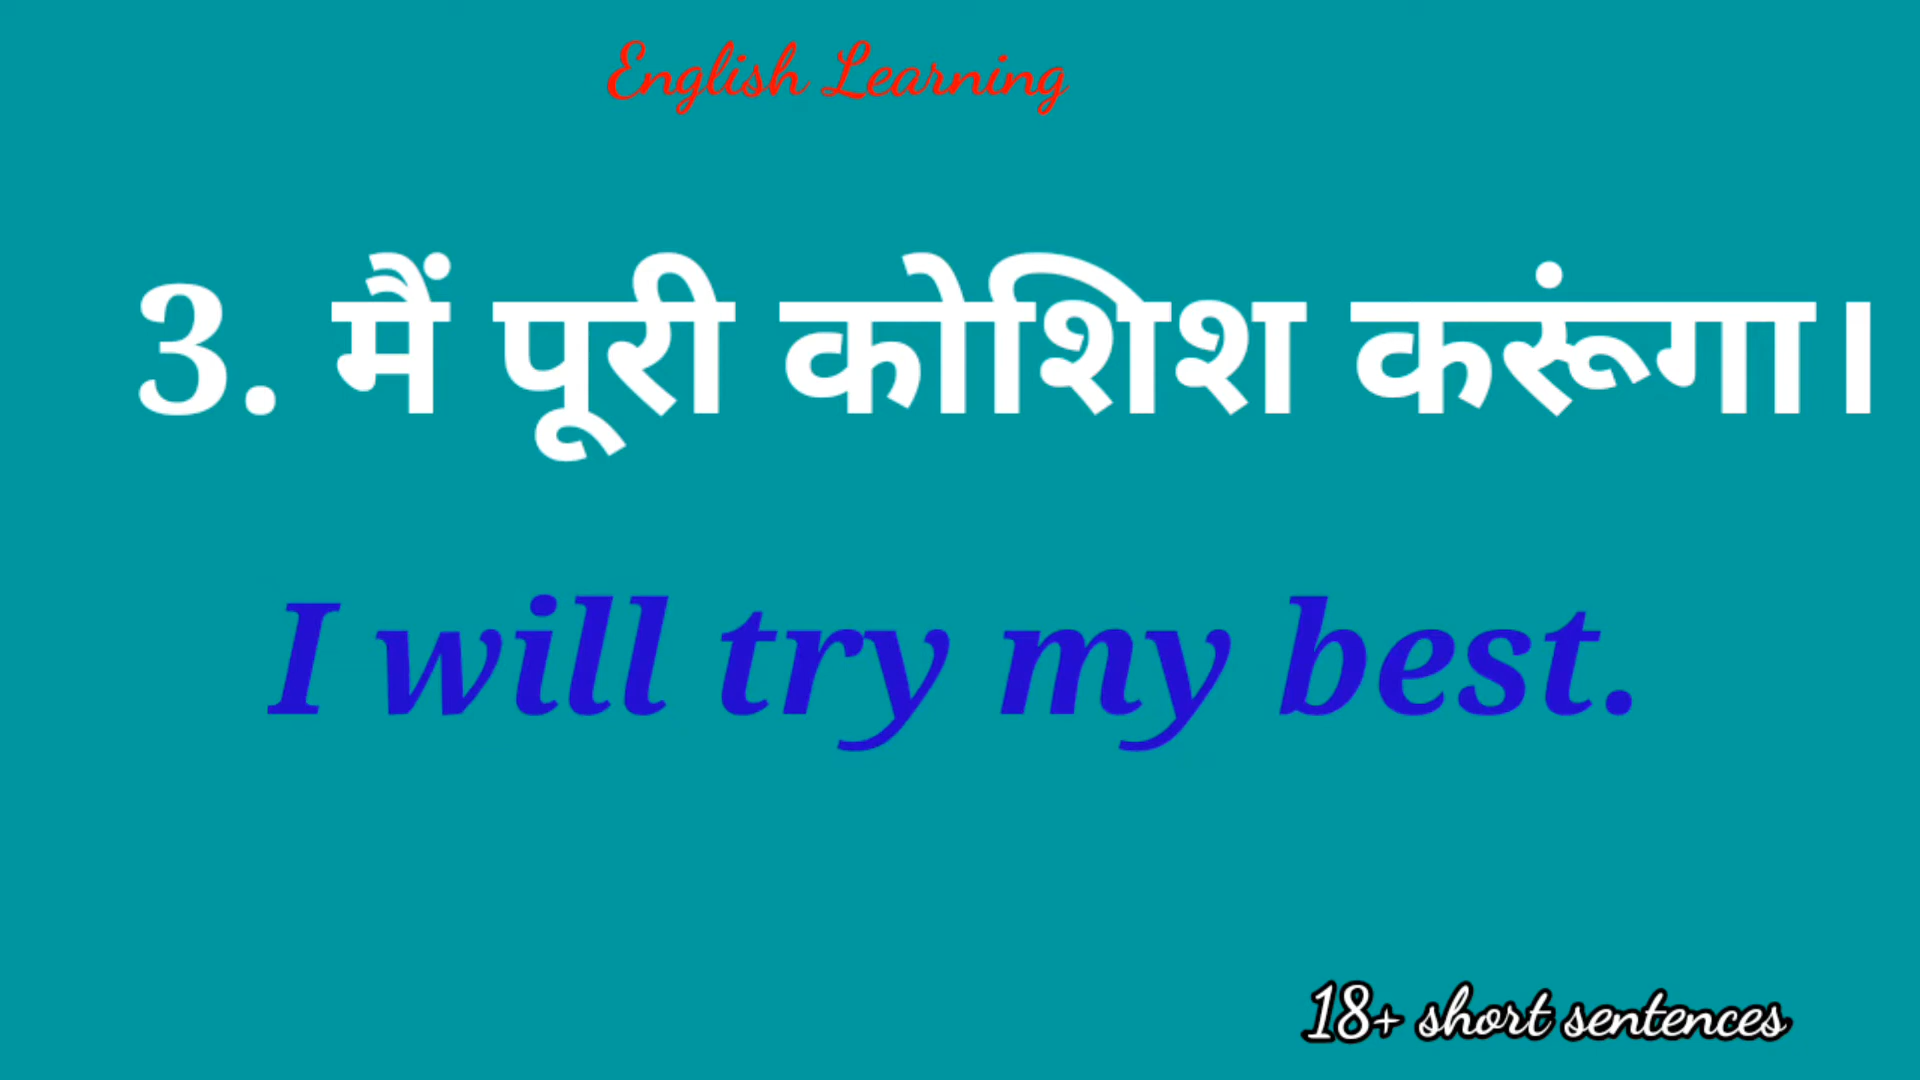 English Learning
3. मैं पूरी कोशिश करूंगा।
I will try my best.
18+ short sentences